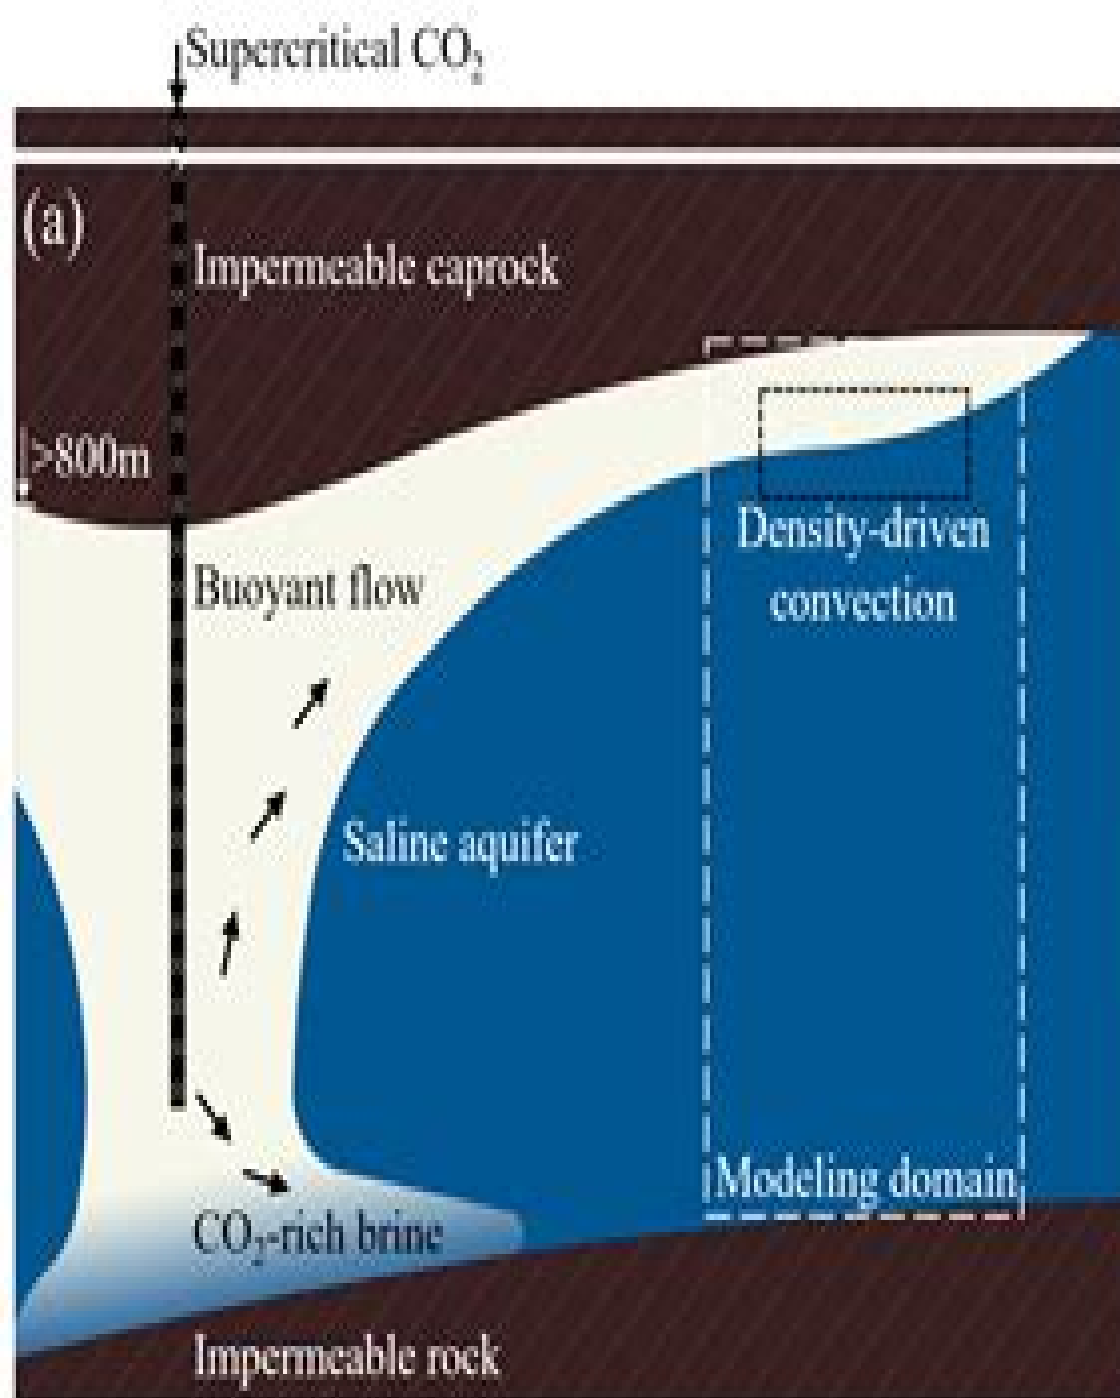 Supercritical CO₂
(a)
Impermeable caprock
>800m
Buoyant flow
Density-driven
convection
Saline aquifer
Modeling domain
CO₂-rich brine
Impermeable rock